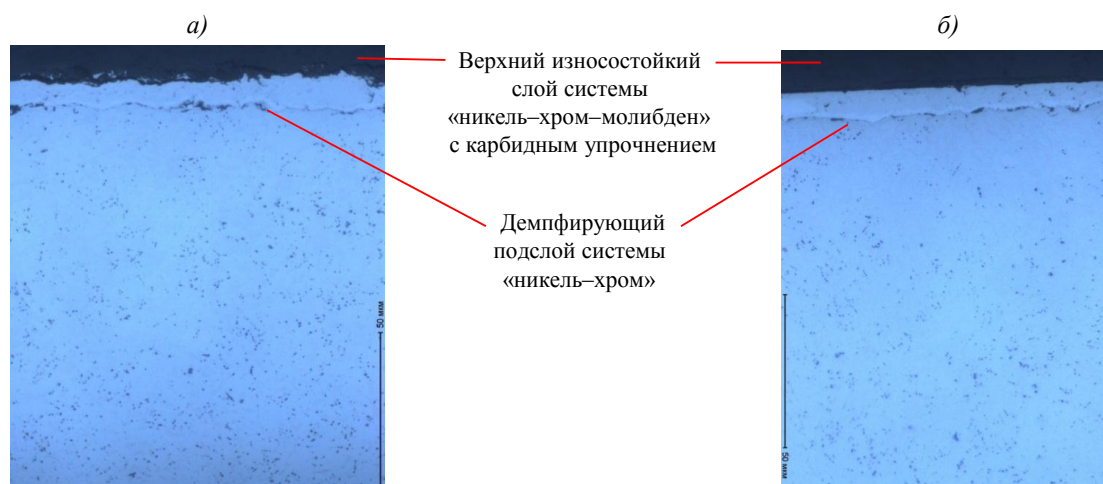 а)
б)
Верхний износостойкий
слой системы
«никель–хром–молибден»
с карбидным упрочнением
Демпфирующий
подслой системы
«никель–хром»
50 мкм
50 мкм